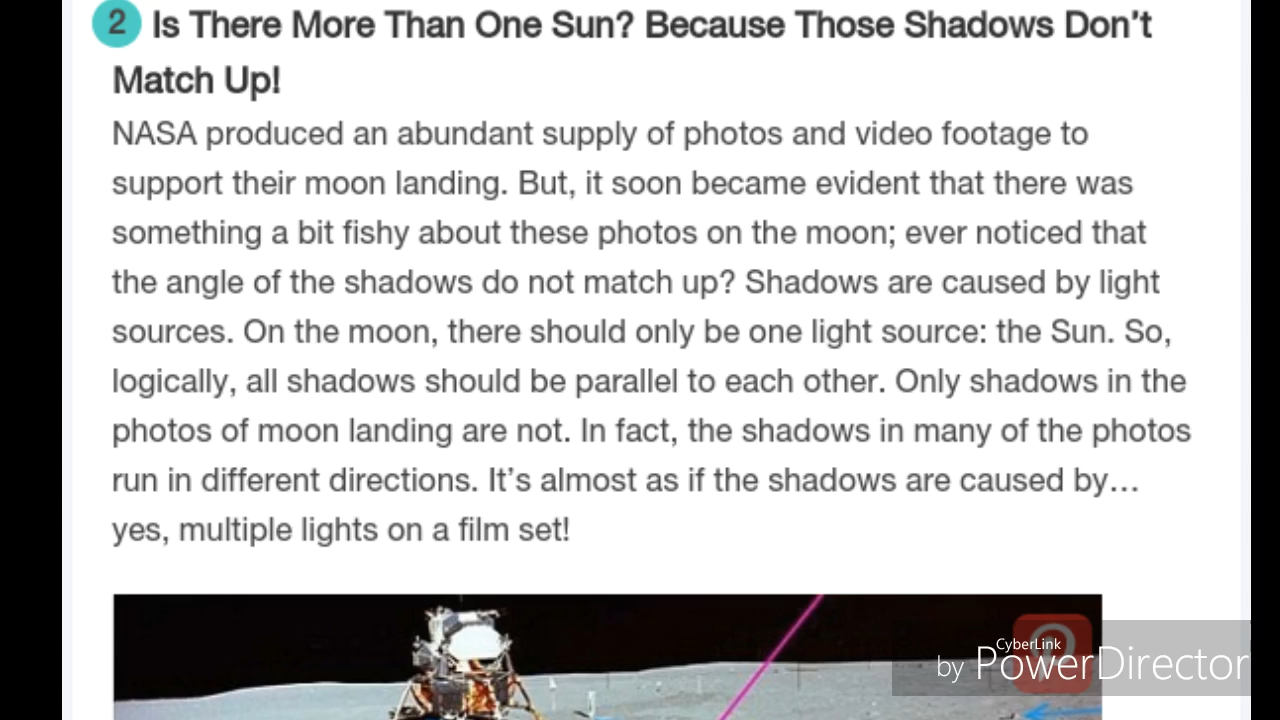 2 Is There More Than One Sun? Because Those Shadows Don’t
Match Up!
NASA produced an abundant supply of photos and video footage to
support their moon landing. But, it soon became evident that there was
something a bit fishy about these photos on the moon; ever noticed that
the angle of the shadows do not match up? Shadows are caused by light
sources. On the moon, there should only be one light source: the Sun. So,
logically, all shadows should be parallel to each other. Only shadows in the
photos of moon landing are not. In fact, the shadows in many of the photos
run in different directions. It’s almost as if the shadows are caused by…
yes, multiple lights on a film set!
CyberLink
by PowerDirector